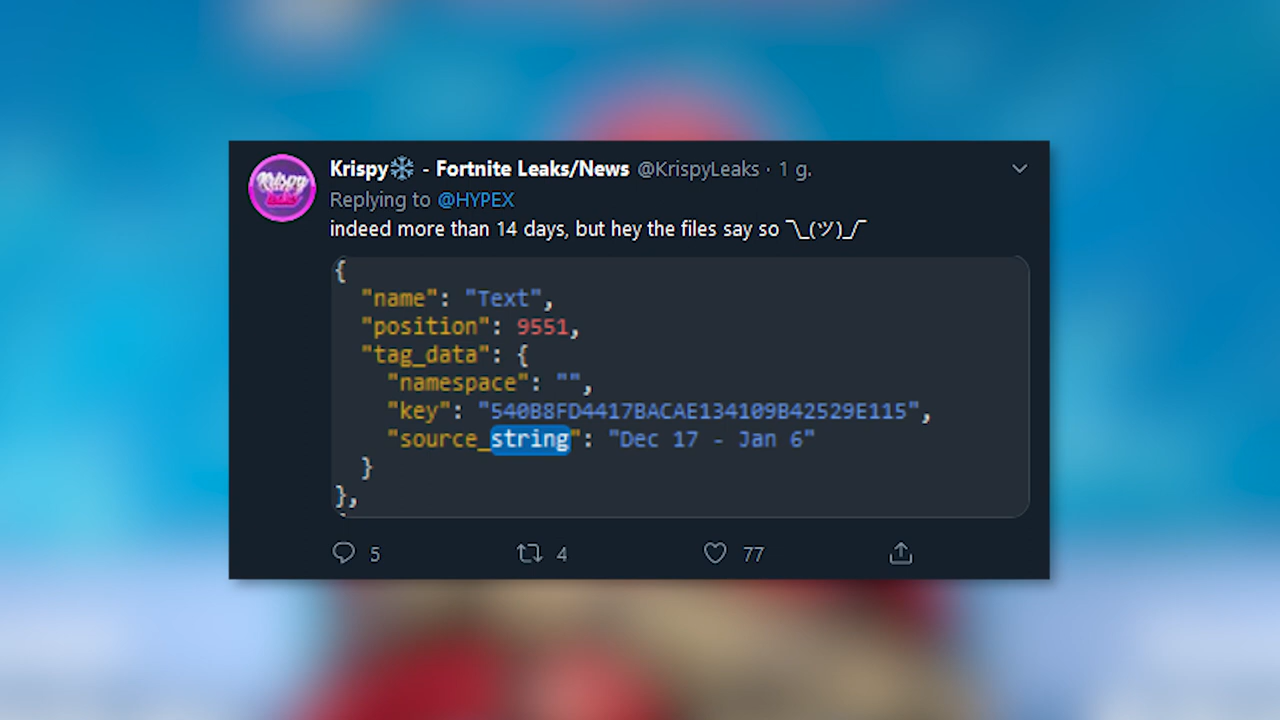 Krispy❄ - Fortnite Leaks/News @KrispyLeaks · 1 g.
Replying to @HYPEX
indeed more than 14 days, but hey the files say so ¯\_(ツ)_/¯
{
"name": "Text",
"position": 9551,
"tag_data": {
"namespace": "",
"key": "540B8FD4417BACAE134109B42529E115",
"source_string": "Dec 17 - Jan 6"
}
},
5 4 77